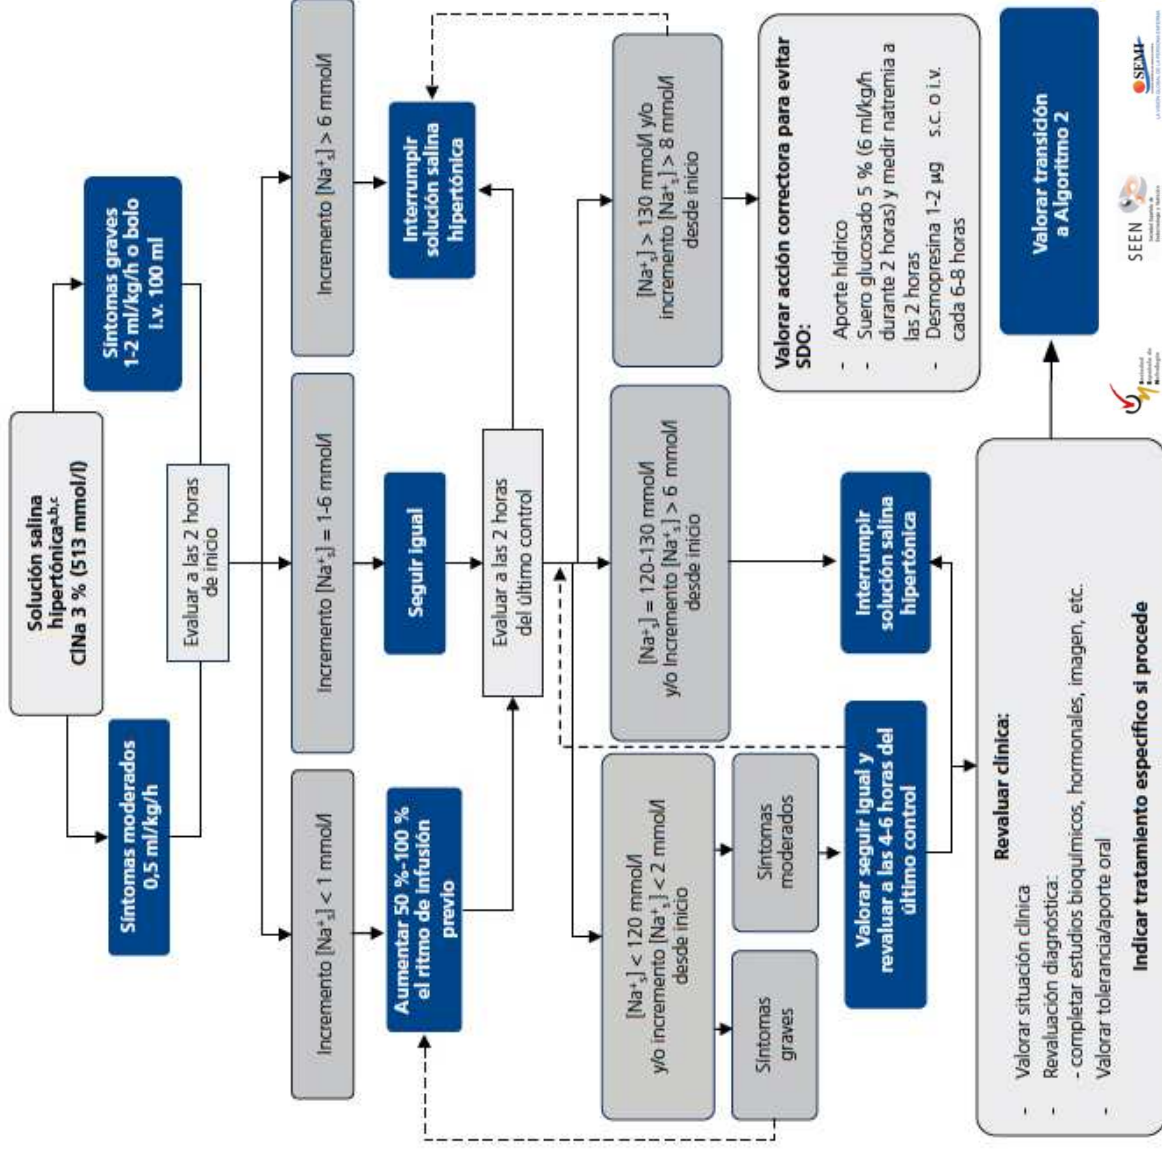 Solución salina
hipertónicaa,b,c
ClNa 3 % (513 mmol/l)
Síntomas moderados
0,5 ml/kg/h
Síntomas graves
1-2 ml/kg/h o bolo
i.v. 100 ml
Evaluar a las 2 horas
de inicio
Incremento [Na+s] < 1 mmol/l
Incremento [Na+s] = 1-6 mmol/l
Incremento [Na+s] > 6 mmol/l
Aumentar 50 %-100 %
el ritmo de infusión
previo
Seguir igual
Interrumpir
solución salina
hipertónica
Evaluar a las 2 horas
del último control
[Na+s] < 120 mmol/l
y/o incremento [Na+s] < 2 mmol/l
desde inicio
[Na+s] = 120-130 mmol/l
y/o Incremento [Na+s] > 6 mmol/l
desde inicio
[Na+s] > 130 mmol/l y/o
incremento [Na+s] > 8 mmol/l
desde inicio
Síntomas
graves
Síntomas
moderados
Valorar seguir igual y
revaluar a las 4-6 horas del
último control
Interrumpir
solución salina
hipertónica
Valorar acción correctora para evitar
SDO:
- Aporte hídrico
- Suero glucosado 5 % (6 ml/kg/h
durante 2 horas) y medir natremia a
las 2 horas
- Desmopresina 1-2 µg s.c. o i.v.
cada 6-8 horas
Revaluar clínica:
- Valorar situación clínica
- Revaluación diagnóstica:
- completar estudios bioquímicos, hormonales, imagen, etc.
- Valorar tolerancia/aporte oral
Indicar tratamiento específico si procede
Valorar transición
a Algoritmo 2
Sociedad
Española de
Nefrología
SEEN
SEMI